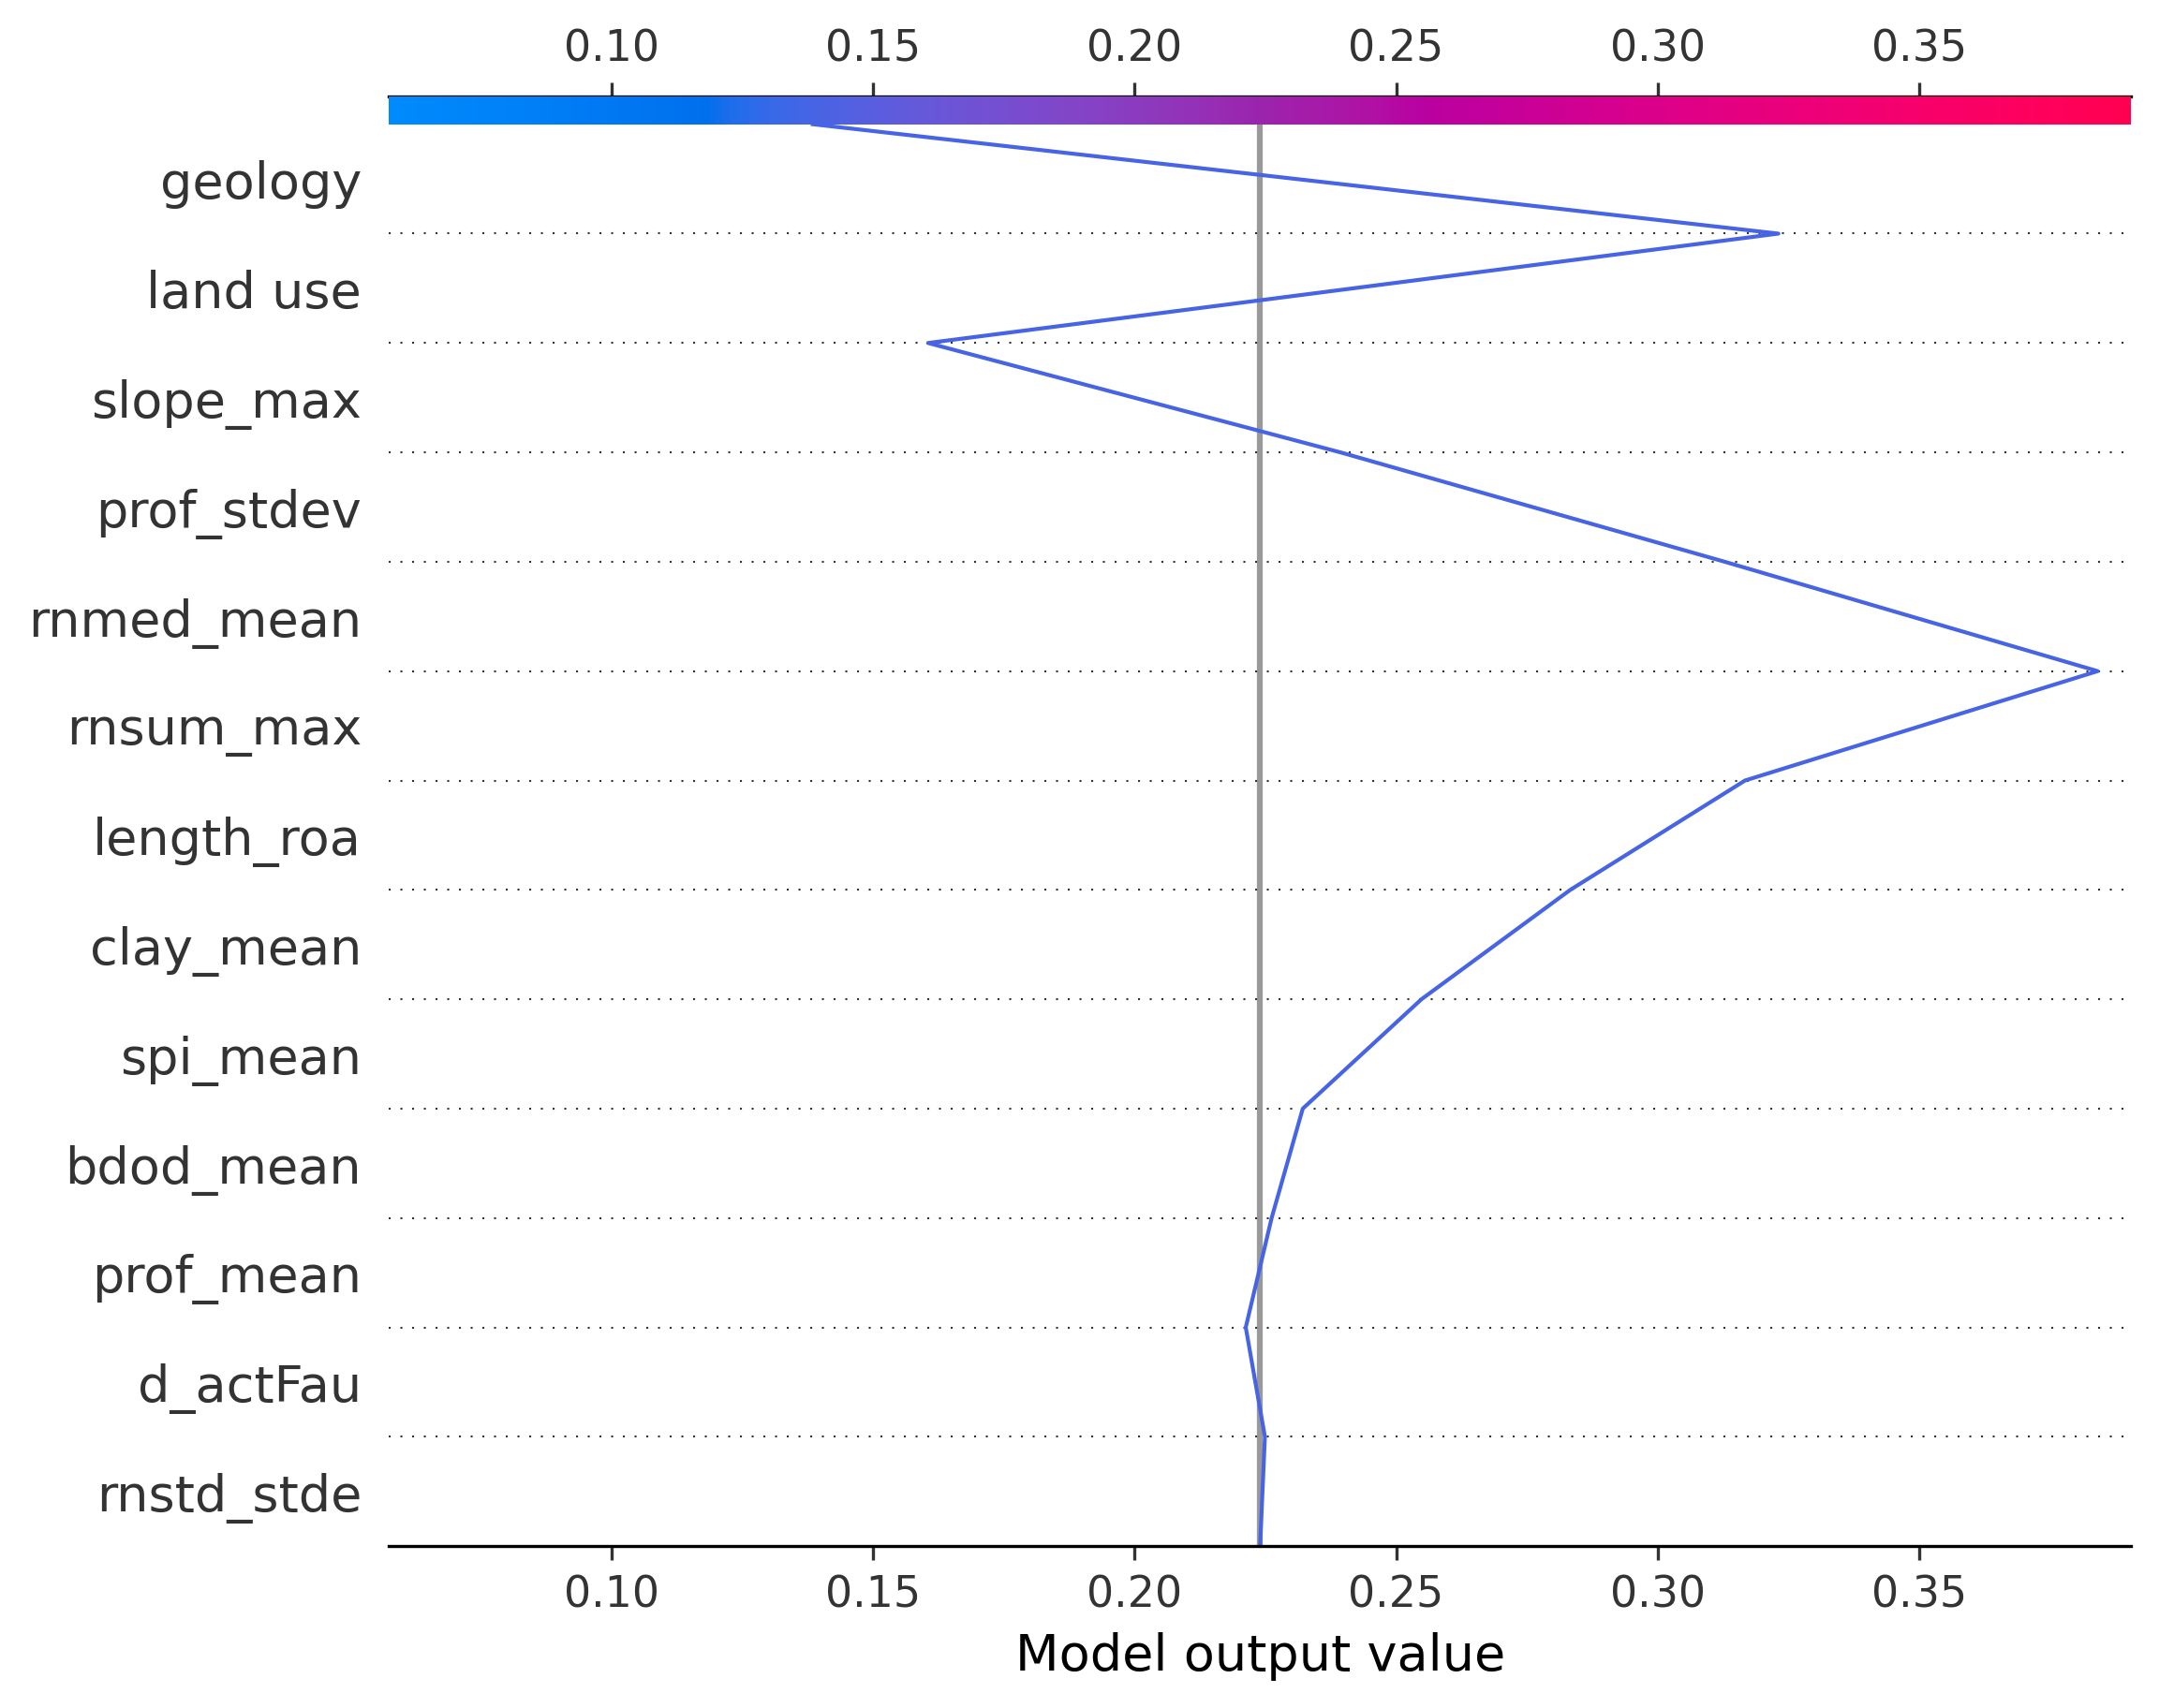 0.10 0.15 0.20 0.25 0.30 0.35
geology
land use
slope_max
prof_stdev
rnmed_mean
rnsum_max
length_roa
clay_mean
spi_mean
bdod_mean
prof_mean
d_actFau
rnstd_stde
0.10 0.15 0.20 0.25 0.30 0.35
Model output value